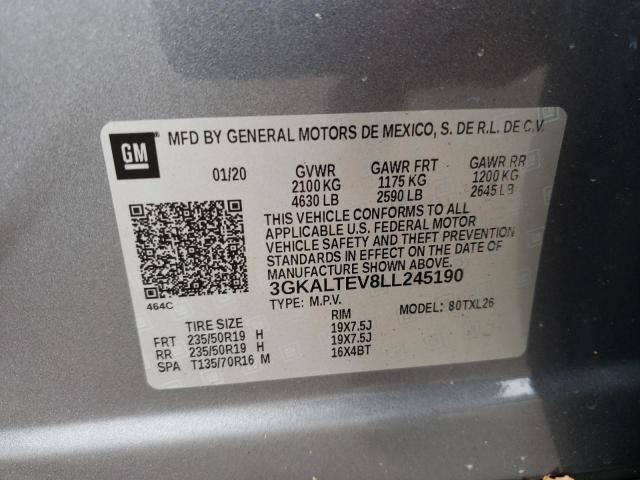 GM ® MFD BY GENERAL MOTORS DE MEXICO, S. DE R.L. DE C.V.
01/20 GVWR GAWR FRT GAWR RR
2100 KG 1175 KG 1200 KG
4630 LB 2590 LB 2645 LB
THIS VEHICLE CONFORMS TO ALL
APPLICABLE U.S. FEDERAL MOTOR
VEHICLE SAFETY AND THEFT PREVENTION
STANDARDS IN EFFECT ON THE DATE OF
MANUFACTURE SHOWN ABOVE.
3GKALTEV8LL245190
464C
TYPE: M.P.V. MODEL: 80TXL26
TIRE SIZE RIM
FRT 235/50R19 H 19X7.5J
RR 235/50R19 H 19X7.5J
SPA T135/70R16 M 16X4BT